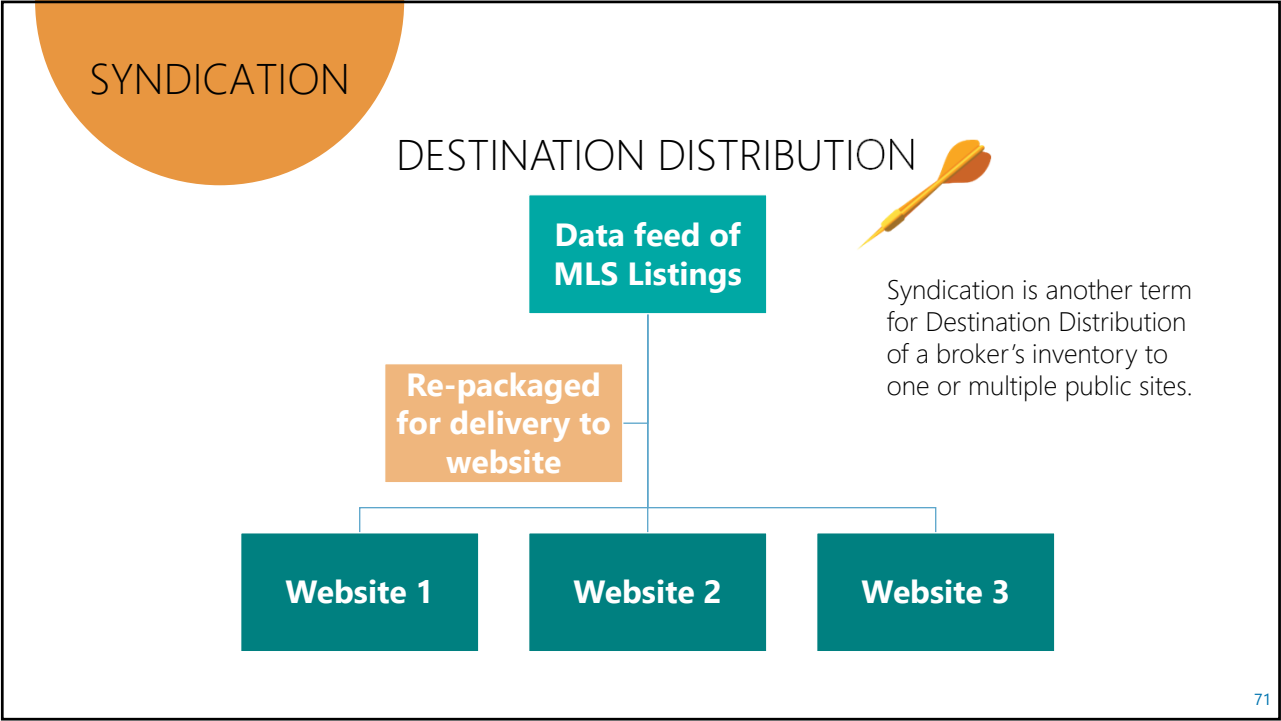 SYNDICATION
DESTINATION DISTRIBUTION
Data feed of
MLS Listings
Syndication is another term
for Destination Distribution
of a broker’s inventory to
one or multiple public sites.
Re-packaged
for delivery to
website
Website 1
Website 2
Website 3
71